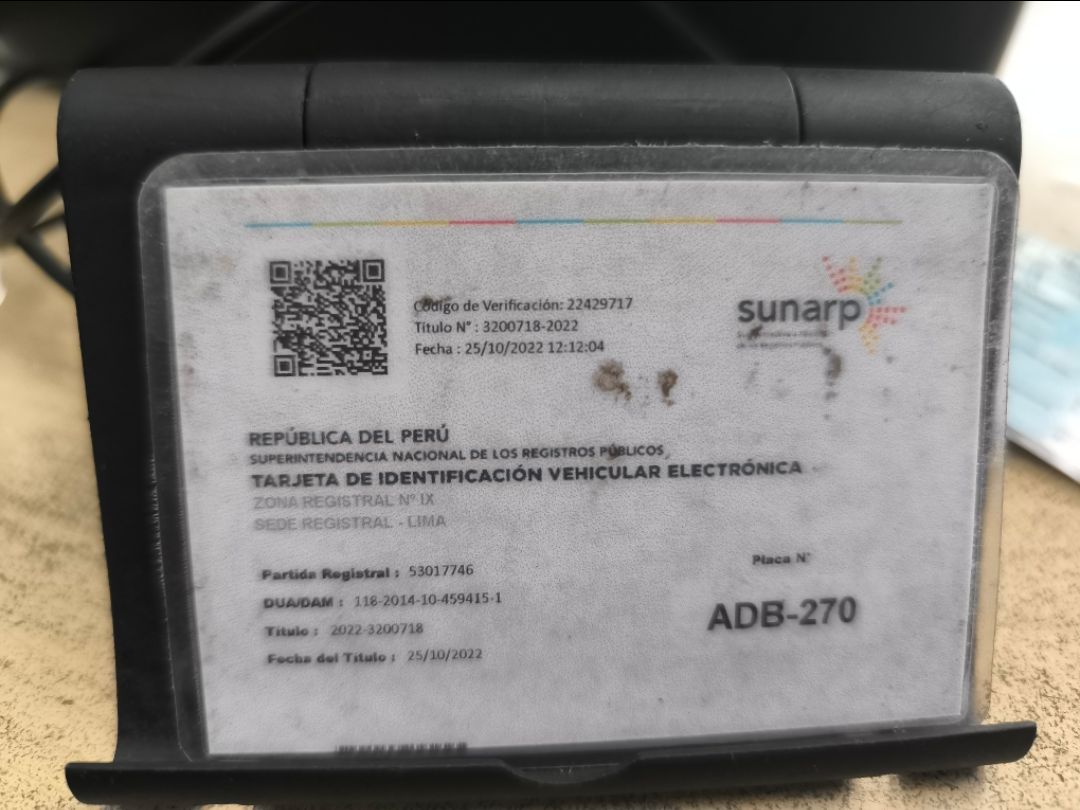 Código de Verificación: 22429717
Titulo N° : 3200718-2022
Fecha : 25/10/2022 12:12:04
sunarp
REPÚBLICA DEL PERÚ
SUPERINTENDENCIA NACIONAL DE LOS REGISTROS PÚBLICOS
TARJETA DE IDENTIFICACIÓN VEHICULAR ELECTRÓNICA
ZONA REGISTRAL Nº IX
SEDE REGISTRAL - LIMA
Partida Registral : 53017746
DUA/DAM : 118-2014-10-459415-1
Titulo : 2022-3200718
Fecha del Titulo : 25/10/2022
Placa N°
ADB-270